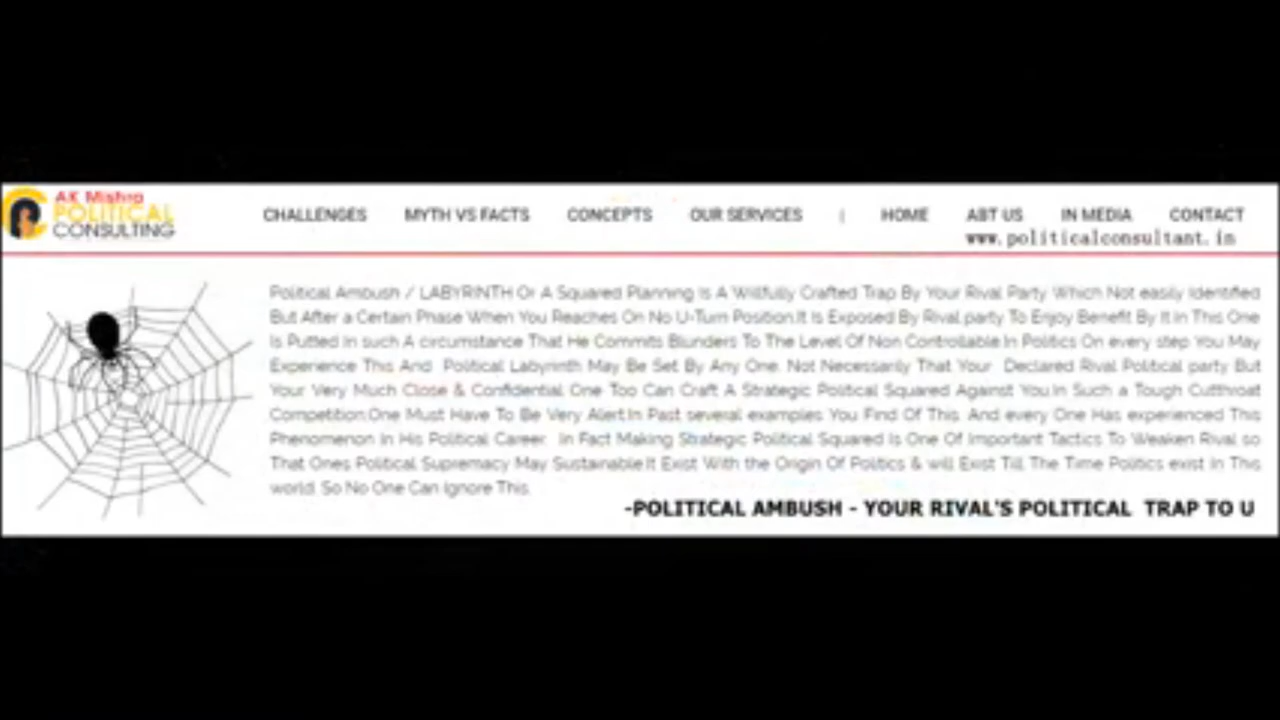 AK Mishra
POLITICAL
CONSULTING
CHALLENGES MYTH VS FACTS CONCEPTS OUR SERVICES | HOME ABT US IN MEDIA CONTACT
www.politicalconsultant.in
Political Ambush / LABYRINTH Or A Squared Planning Is A Willfully Crafted Trap By Your Rival Party Which Not easily Identified
But After a Certain Phase When You Reaches On No U-Turn Position.It Is Exposed By Rival party To Enjoy Benefit By It.In This One
Is Putted In such A circumstance That He Commits Blunders To The Level Of Non Controllable.In Politics On every step You May
Experience This And Political Labyrinth May Be Set By Any One. Not Necessarily That Your Declared Rival Political party But
Your Very Much Close & Confidential One Too Can Craft A Strategic Political Squared Against You.In Such a Tough Cutthroat
Competition.One Must Have To Be Very Alert.In Past several examples You Find Of This. And every One Has experienced This
Phenomenon In His Political Career. In Fact Making Strategic Political Squared Is One Of Important Tactics To Weaken Rival so
That Ones Political Supremacy May Sustainable.It Exist With the Origin Of Politics & will Exist Till The Time Politics exist In This
world. So No One Can Ignore This.
-POLITICAL AMBUSH - YOUR RIVAL'S POLITICAL TRAP TO U